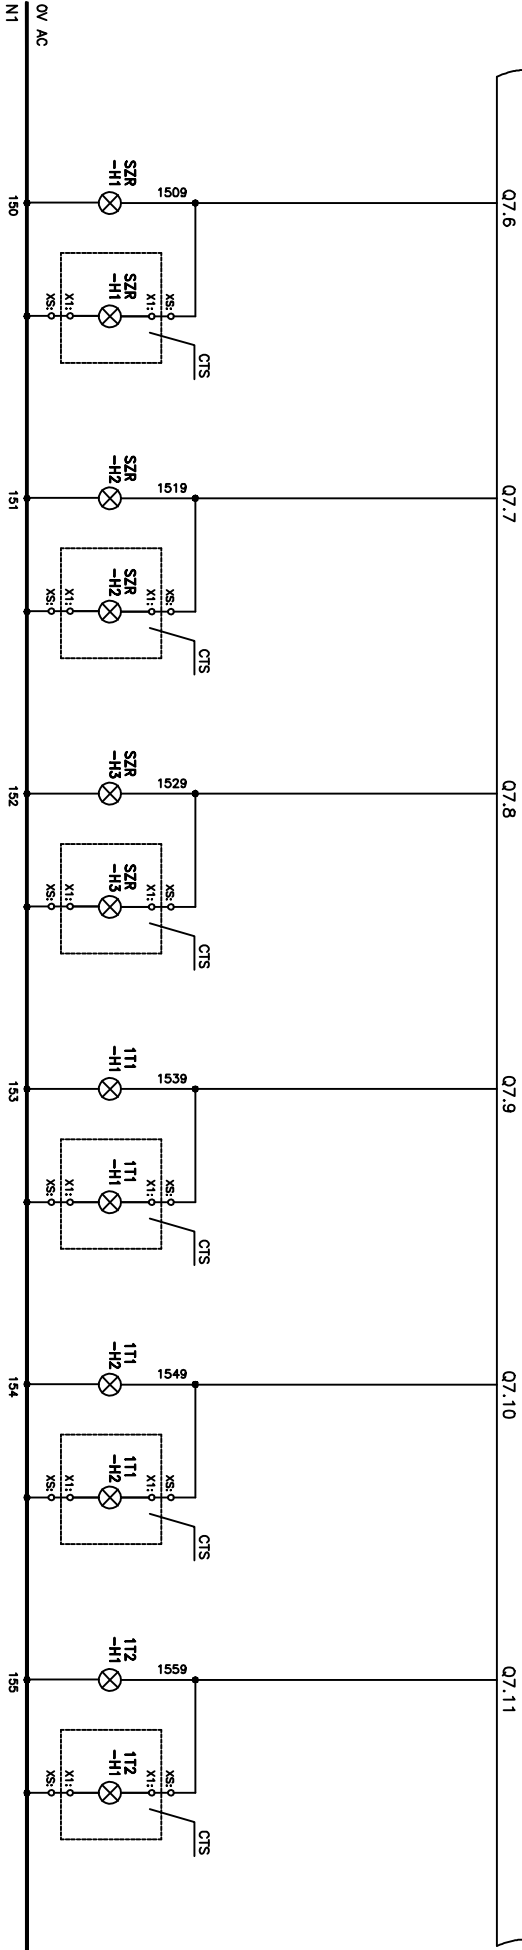 Q7.6
Q7.7
Q7.8
Q7.9
Q7.10
Q7.11
1509
XS:
X1:
CTS
SZR
-H1
SZR
-H1
X1:
XS:
1519
XS:
X1:
CTS
SZR
-H2
SZR
-H2
X1:
XS:
1529
XS:
X1:
CTS
SZR
-H3
SZR
-H3
X1:
XS:
1539
XS:
X1:
CTS
1T1
-H1
1T1
-H1
X1:
XS:
1549
XS:
X1:
CTS
1T1
-H2
1T1
-H2
X1:
XS:
1559
XS:
X1:
CTS
1T2
-H1
1T2
-H1
X1:
XS:
0V AC
N1
150
151
152
153
154
155